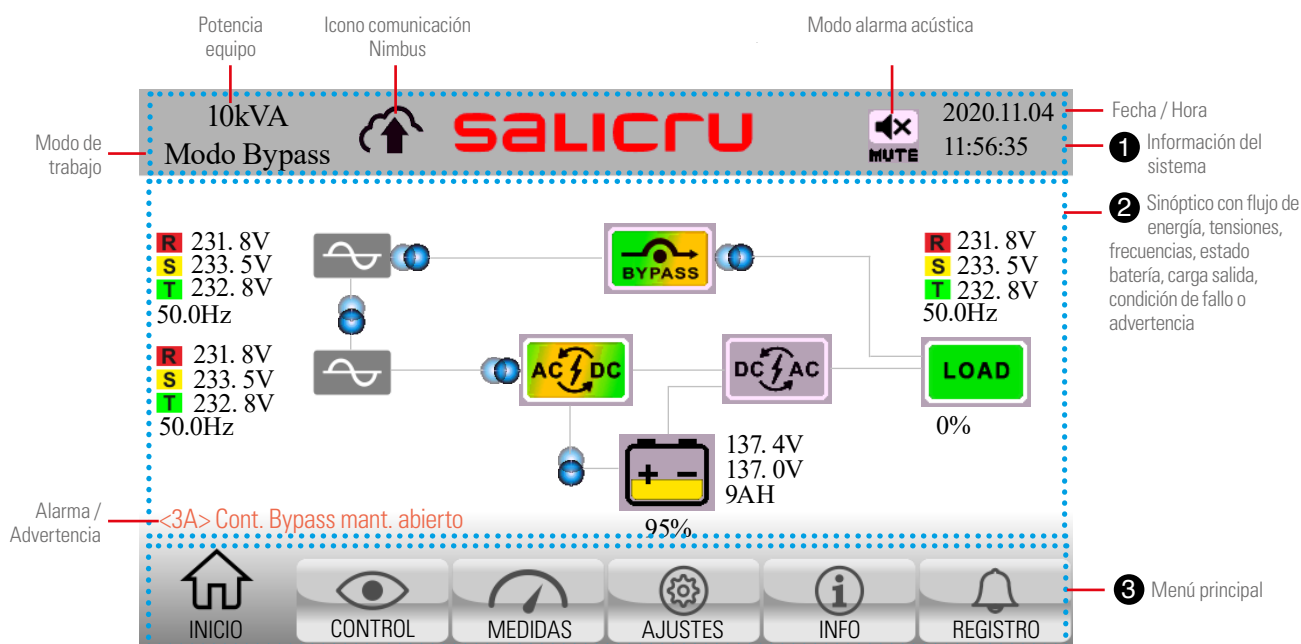 Potencia
equipo
Icono comunicación
Nimbus
Modo alarma acústica
10kVA
Modo Bypass
salicru
MUTE
2020.11.04
11:56:35
Fecha / Hora
1 Información del
sistema
Modo de
trabajo
2 Sinóptico con flujo de
energía, tensiones,
frecuencias, estado
batería, carga salida,
condición de fallo o
advertencia
R 231. 8V
S 233. 5V
T 232. 8V
50.0Hz
BYPASS
R 231. 8V
S 233. 5V
T 232. 8V
50.0Hz
R 231. 8V
S 233. 5V
T 232. 8V
50.0Hz
AC DC
DC AC
LOAD
0%
+ −
137. 4V
137. 0V
9AH
95%
Alarma /
Advertencia
<3A> Cont. Bypass mant. abierto
INICIO
CONTROL
MEDIDAS
AJUSTES
INFO
REGISTRO
3 Menú principal